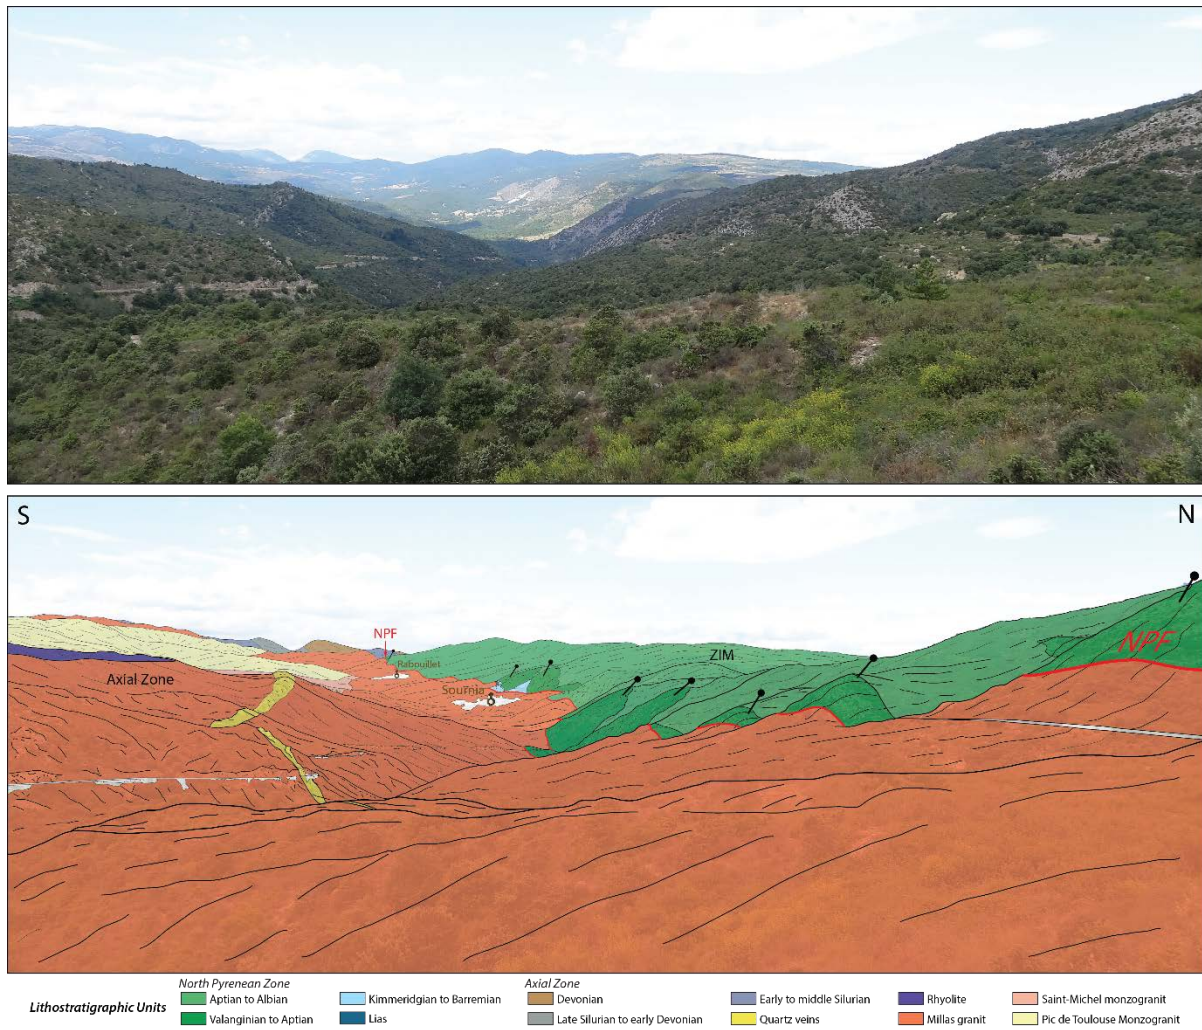 S
N
NPF
Rabouillet
ZIM
NPF
Axial Zone
Sournia
North Pyrenean Zone
Axial Zone
Lithostratigraphic Units
Aptian to Albian
Kimmeridgian to Barremian
Devonian
Early to middle Silurian
Rhyolite
Saint-Michel monzogranit
Valanginian to Aptian
Lias
Late Silurian to early Devonian
Quartz veins
Millas granit
Pic de Toulouse Monzogranit